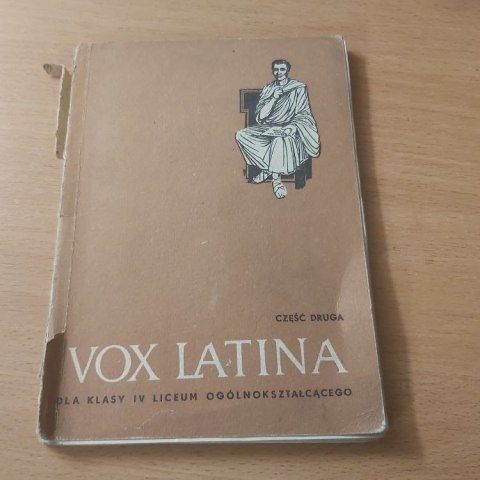 CZĘŚĆ DRUGA
VOX LATINA
DLA KLASY IV LICEUM OGÓLNOKSZTAŁCĄCEGO